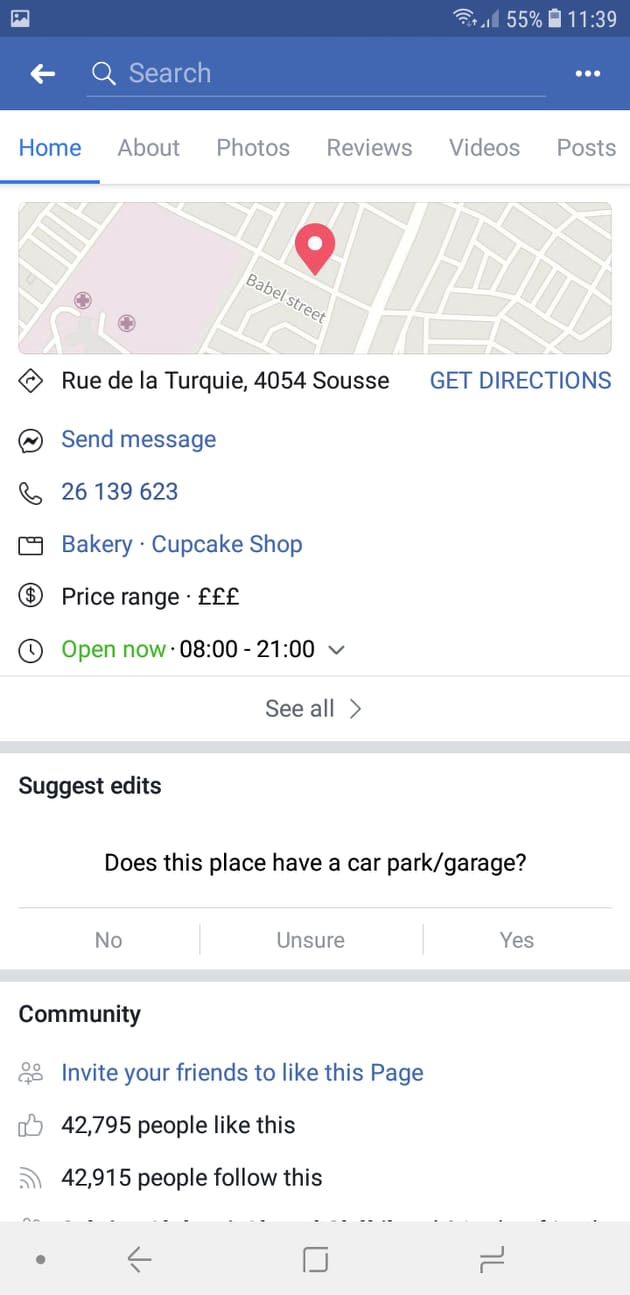 55% 11:39
Search
Home About Photos Reviews Videos Posts
Babel street
Rue de la Turquie, 4054 Sousse GET DIRECTIONS
Send message
26 139 623
Bakery · Cupcake Shop
Price range · £££
Open now · 08:00 - 21:00
See all
Suggest edits
Does this place have a car park/garage?
No Unsure Yes
Community
Invite your friends to like this Page
42,795 people like this
42,915 people follow this